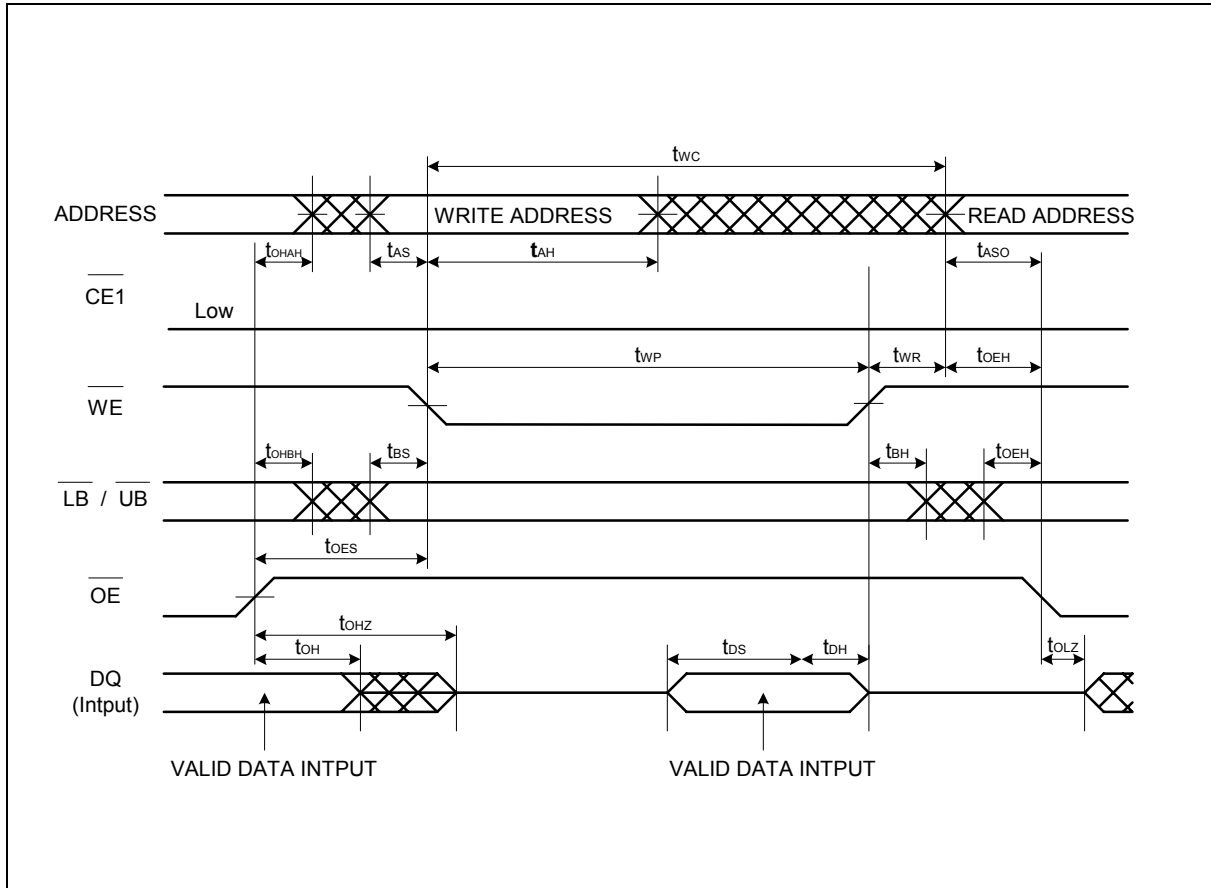 tWC
ADDRESS WRITE ADDRESS READ ADDRESS
tOHAH tAS tAH tASO
CE1
Low
tWP tWR tOEH
WE
tOHBH tBS tBH tOEH
LB / UB
tOES
OE
tOHZ
tOH tDS tDH tOLZ
DQ
(Intput)
VALID DATA INTPUT VALID DATA INTPUT